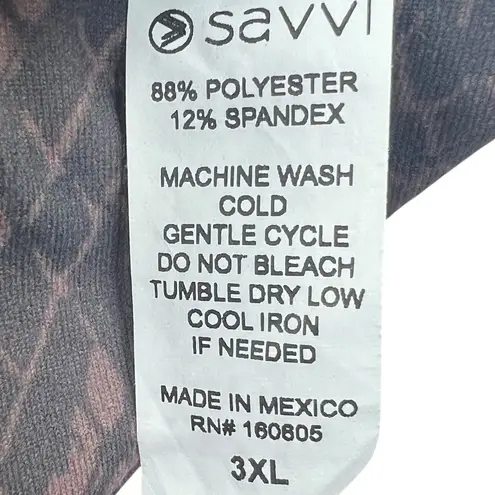 savvi
88% POLYESTER
12% SPANDEX
MACHINE WASH
COLD
GENTLE CYCLE
DO NOT BLEACH
TUMBLE DRY LOW
COOL IRON
IF NEEDED
MADE IN MEXICO
RN# 160605
3XL